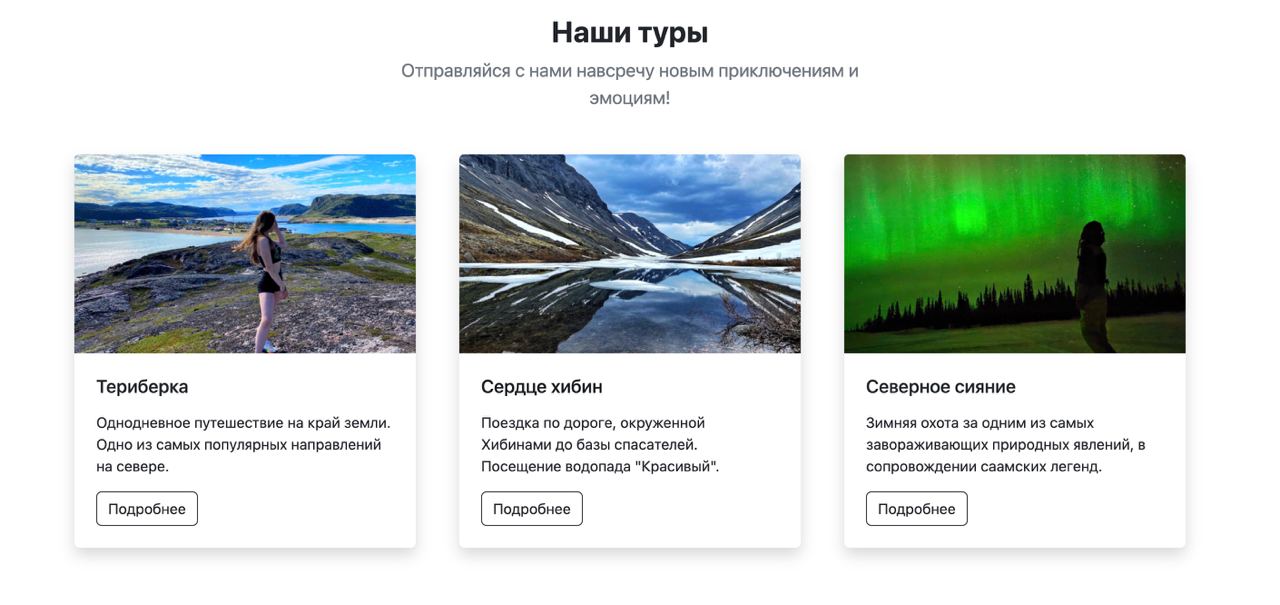 Наши туры
Отправляйся с нами навсречу новым приключениям и
эмоциям!
Териберка
Однодневное путешествие на край земли.
Одно из самых популярных направлений
на севере.
Подробнее
Сердце хибин
Поездка по дороге, окруженной
Хибинами до базы спасателей.
Посещение водопада "Красивый".
Подробнее
Северное сияние
Зимняя охота за одним из самых
завораживающих природных явлений, в
сопровождении саамских легенд.
Подробнее